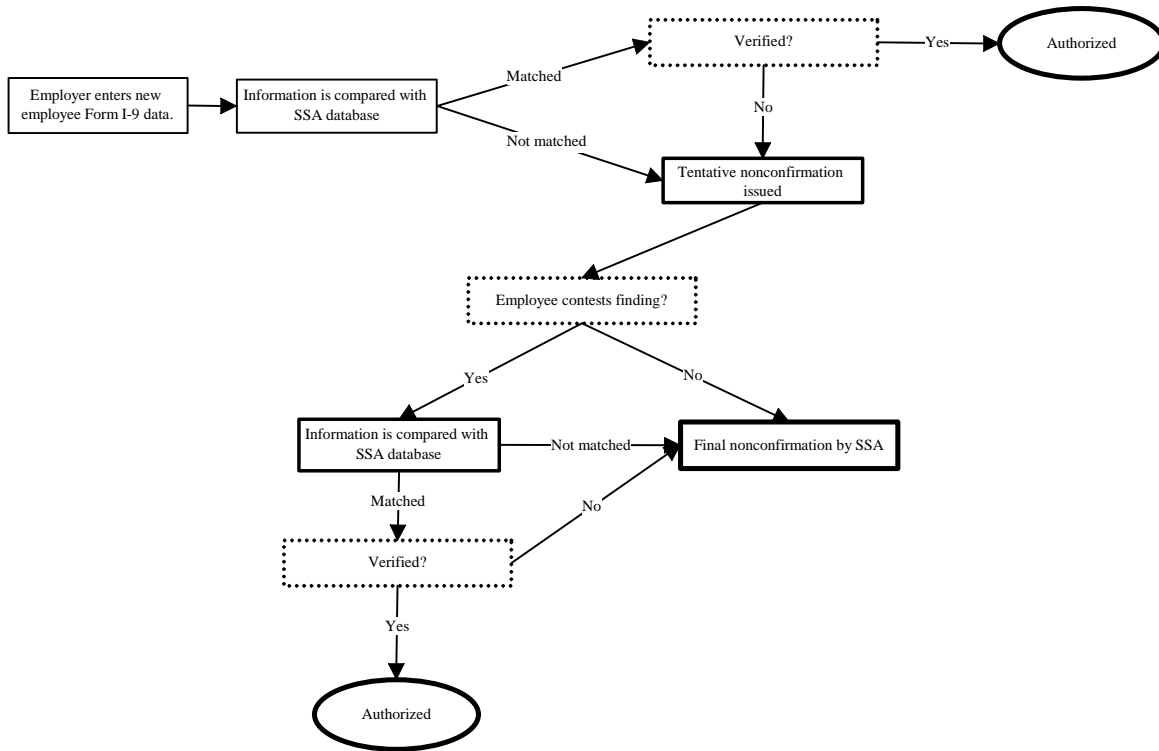 Verified?
Yes
Authorized
Employer enters new
employee Form I-9 data.
Information is compared with
SSA database
Matched
No
Not matched
Tentative nonconfirmation
issued
Employee contests finding?
Yes
No
Information is compared with
SSA database
Not matched
Final nonconfirmation by SSA
Matched
No
Verified?
Yes
Authorized